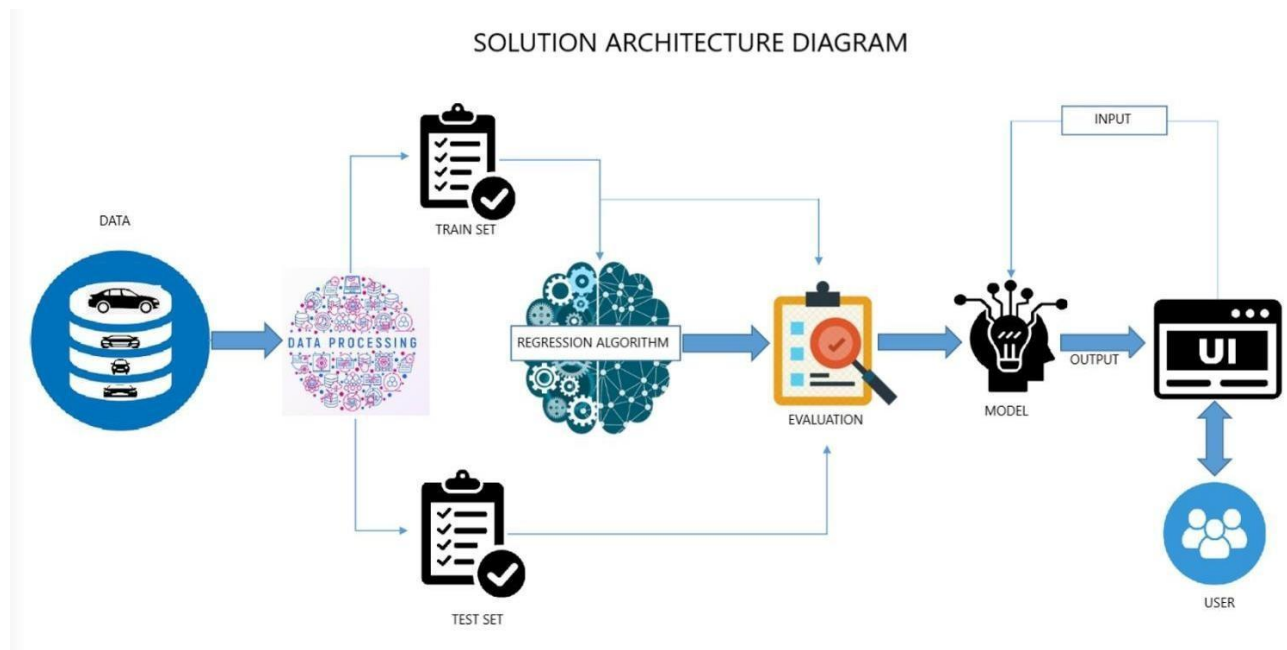 SOLUTION ARCHITECTURE DIAGRAM
INPUT
DATA
TRAIN SET
DATA PROCESSING
REGRESSION ALGORITHM
EVALUATION
MODEL
OUTPUT
UI
TEST SET
USER